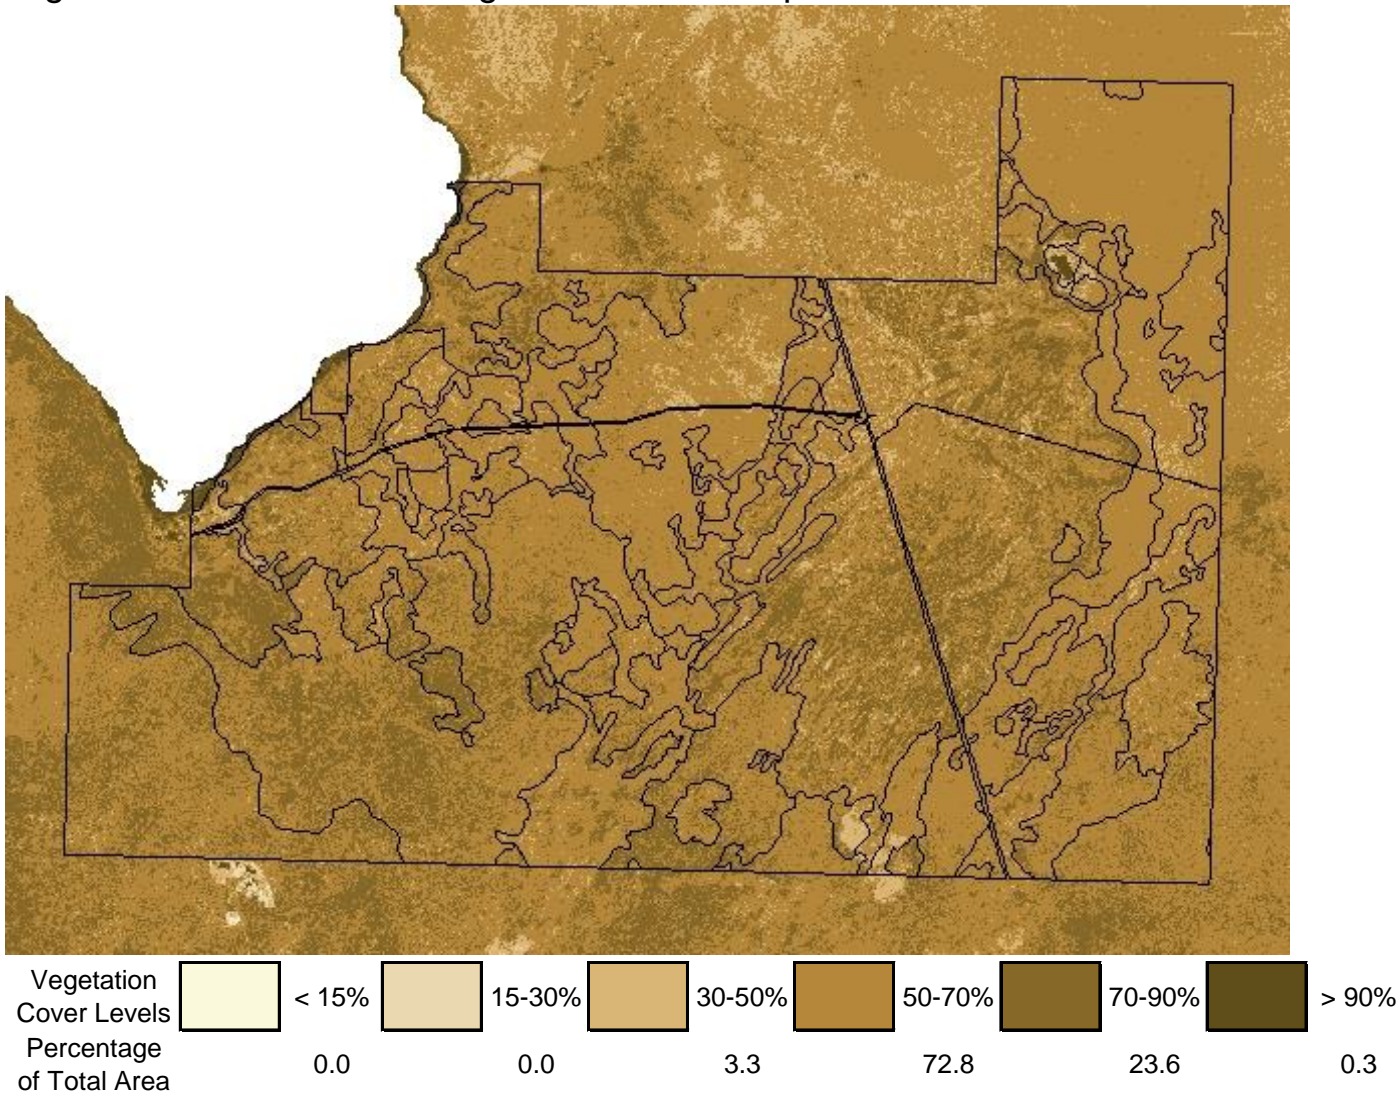 Vegetation
Cover Levels
< 15% 15-30% 30-50% 50-70% 70-90% > 90%
Percentage
of Total Area
0.0 0.0 3.3 72.8 23.6 0.3